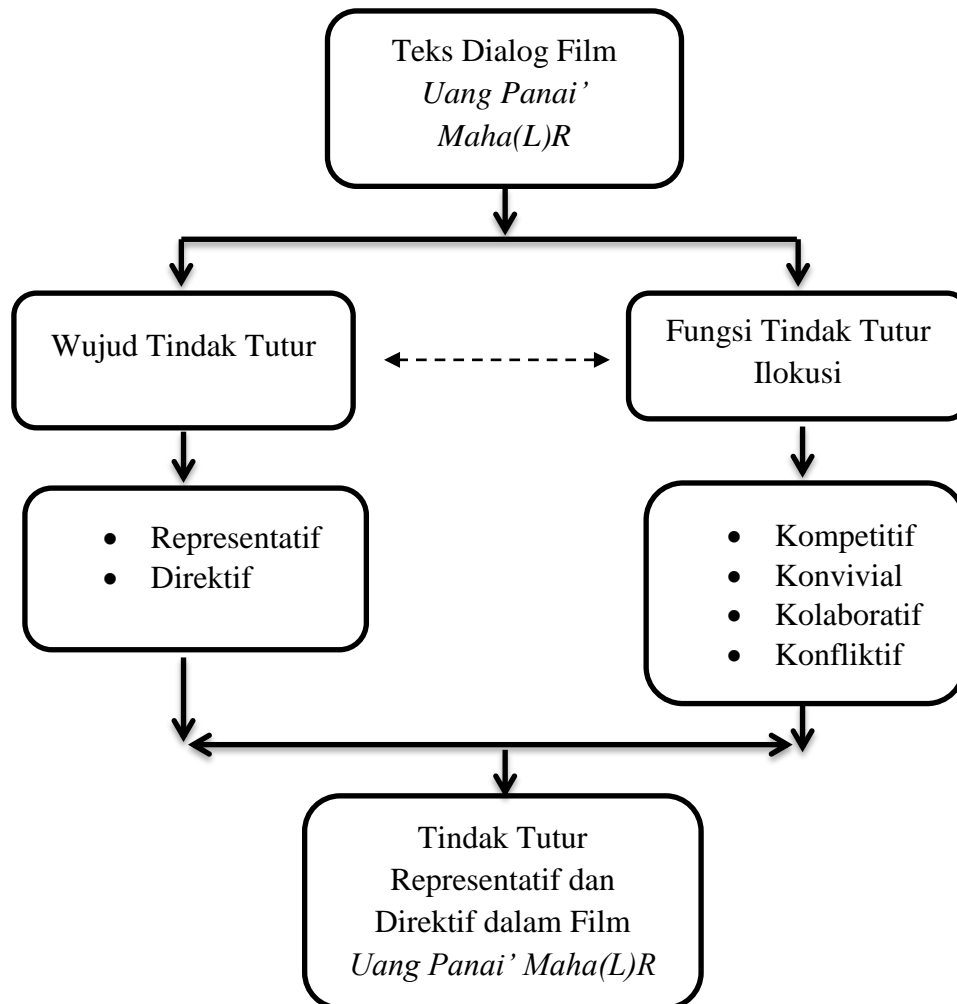 Teks Dialog Film
Uang Panai’
Maha(L)R
Wujud Tindak Tutur
Fungsi Tindak Tutur
Ilokusi
• Representatif
• Direktif
• Kompetitif
• Konvivial
• Kolaboratif
• Konfliktif
Tindak Tutur
Representatif dan
Direktif dalam Film
Uang Panai’ Maha(L)R